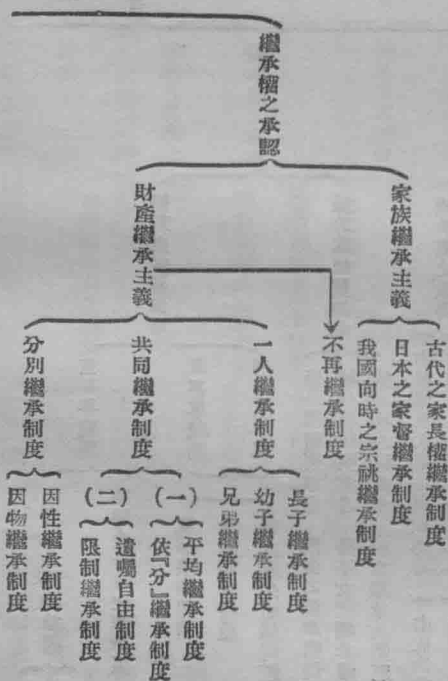 繼承權之承認
家族繼承主義
古代之家長權繼承制度
日本之家督繼承制度
我國向時之宗祧繼承制度
財產繼承主義
不再繼承制度
一人繼承制度
長子繼承制度
幼子繼承制度
兄弟繼承制度
共同繼承制度
(一)
平均繼承制度
依『分』繼承制度
(二)
遺囑自由制度
限制繼承制度
分別繼承制度
因性繼承制度
因物繼承制度